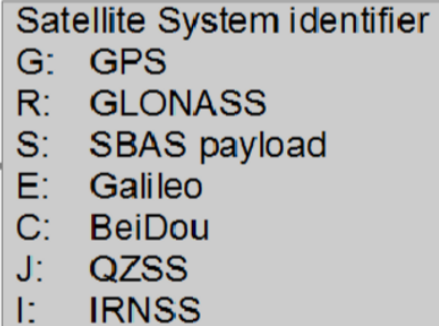 Satellite System identifier
G: GPS
R: GLONASS
S: SBAS payload
E: Galileo
C: BeiDou
J: QZSS
I: IRNSS